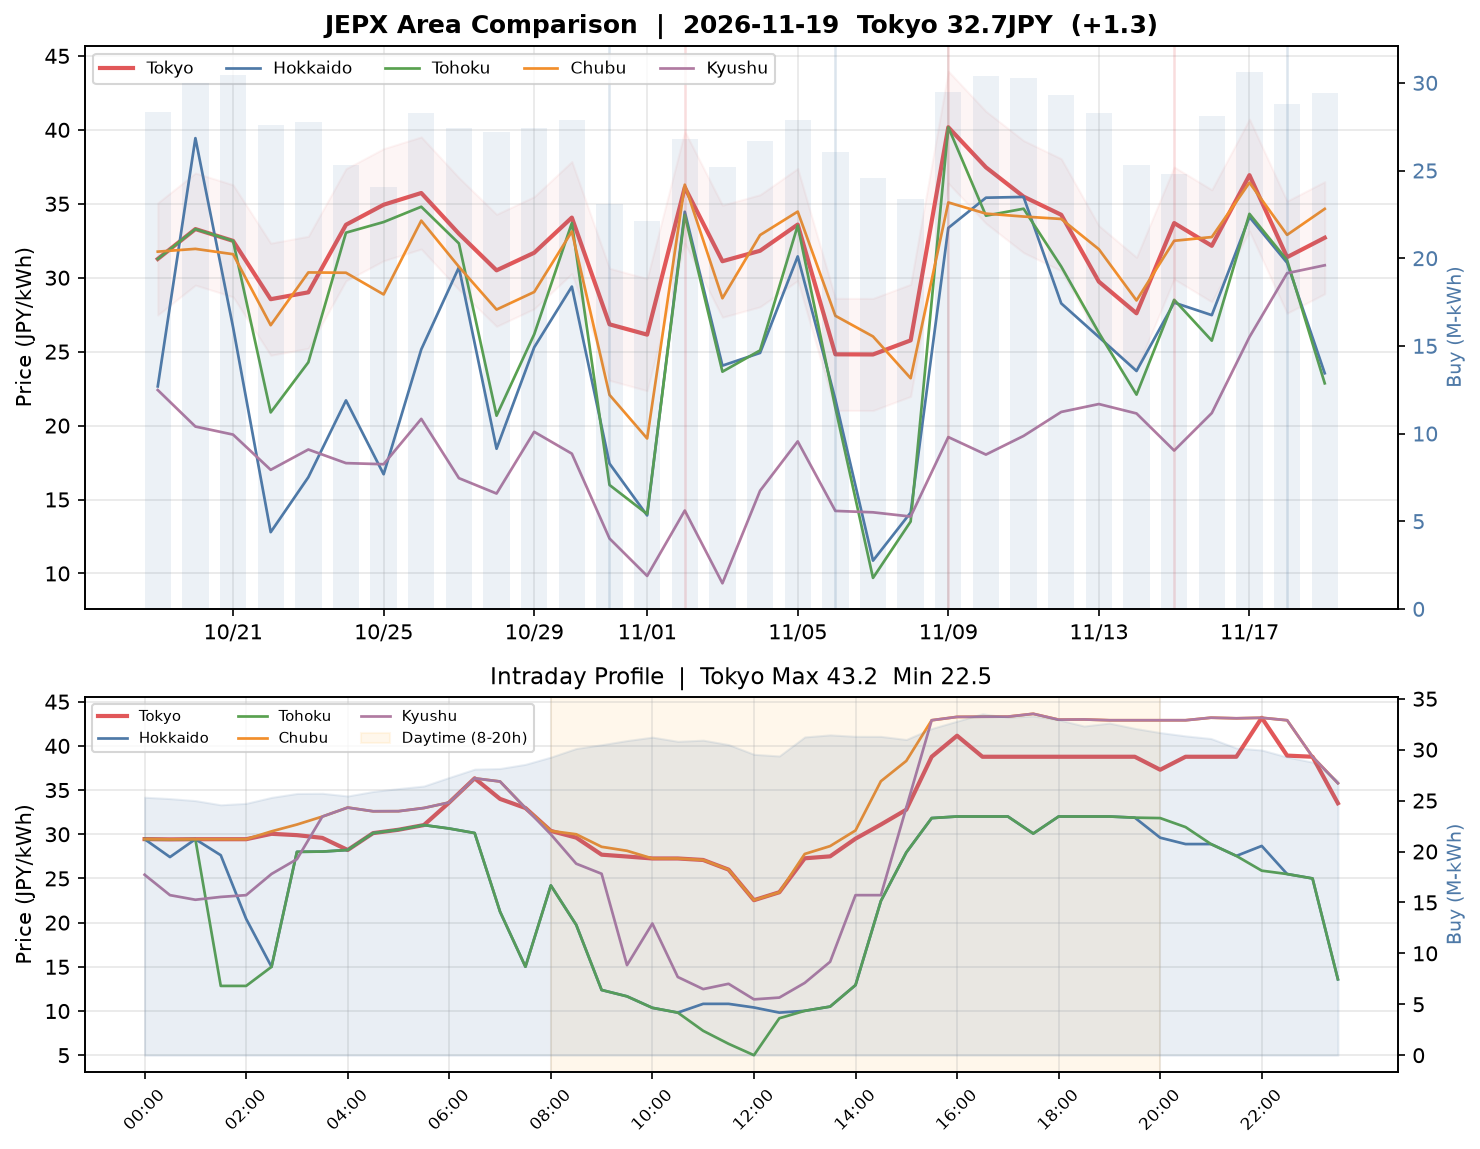 JEPX Area Comparison | 2026-11-19 Tokyo 32.7JPY (+1.3)
Tokyo Hokkaido Tohoku Chubu Kyushu
Price (JPY/kWh)
45
40
35
30
25
20
15
10
30
25
20
15
10
5
0
Buy (M-kWh)
10/21 10/25 10/29 11/01 11/05 11/09 11/13 11/17
Intraday Profile | Tokyo Max 43.2 Min 22.5
Tokyo Tohoku Kyushu
Hokkaido Chubu Daytime (8-20h)
Price (JPY/kWh)
45
40
35
30
25
20
15
10
5
35
30
25
20
15
10
5
0
Buy (M-kWh)
00:00 02:00 04:00 06:00 08:00 10:00 12:00 14:00 16:00 18:00 20:00 22:00